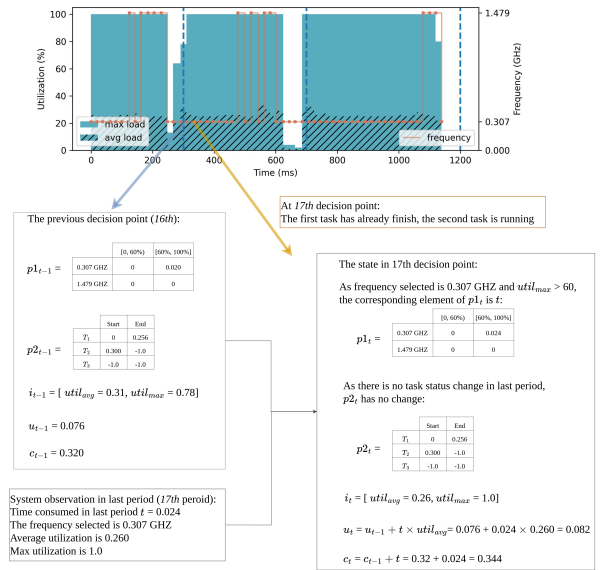 100
80
60
40
20
0
Utilization (%)
1.479
0.307
0.000
Frequency (GHz)
max load
avg load
frequency
0 200 400 600 800 1000 1200
Time (ms)
At 17th decision point:
The first task has already finish, the second task is running
The previous decision point (16th):
[0, 60%) [60%, 100%]
0.307 GHZ 0 0.020
1.479 GHZ 0 0
p1t−1 =
Start End
T1 0 0.256
T2 0.300 -1.0
T3 -1.0 -1.0
p2t−1 =
it−1 = [ utilavg = 0.31, utilmax = 0.78]
ut−1 = 0.076
ct−1 = 0.320
System observation in last period (17th peroid):
Time consumed in last period t = 0.024
The frequency selected is 0.307 GHZ
Average utilization is 0.260
Max utilization is 1.0
The state in 17th decision point:
As frequency selected is 0.307 GHZ and utilmax > 60,
the corresponding element of p1t is t:
[0, 60%) [60%, 100%]
0.307 GHZ 0 0.024
1.479 GHZ 0 0
p1t =
As there is no task status change in last period,
p2t has no change:
Start End
T1 0 0.256
T2 0.300 -1.0
T3 -1.0 -1.0
p2t =
it = [ utilavg = 0.26, utilmax = 1.0]
ut = ut−1 + t × utilavg = 0.076 + 0.024 × 0.260 = 0.082
ct = ct−1 + t = 0.32 + 0.024 = 0.344